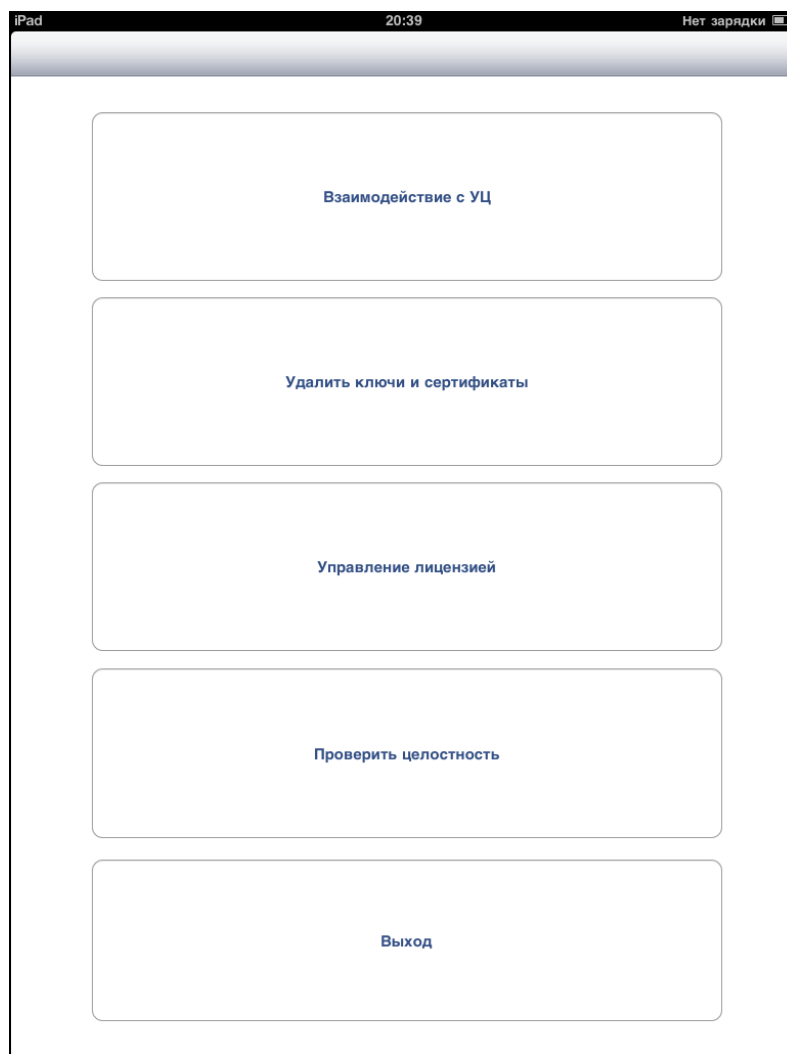 iPad 20:39 Нет зарядки
Взаимодействие с УЦ
Удалить ключи и сертификаты
Управление лицензией
Проверить целостность
Выход